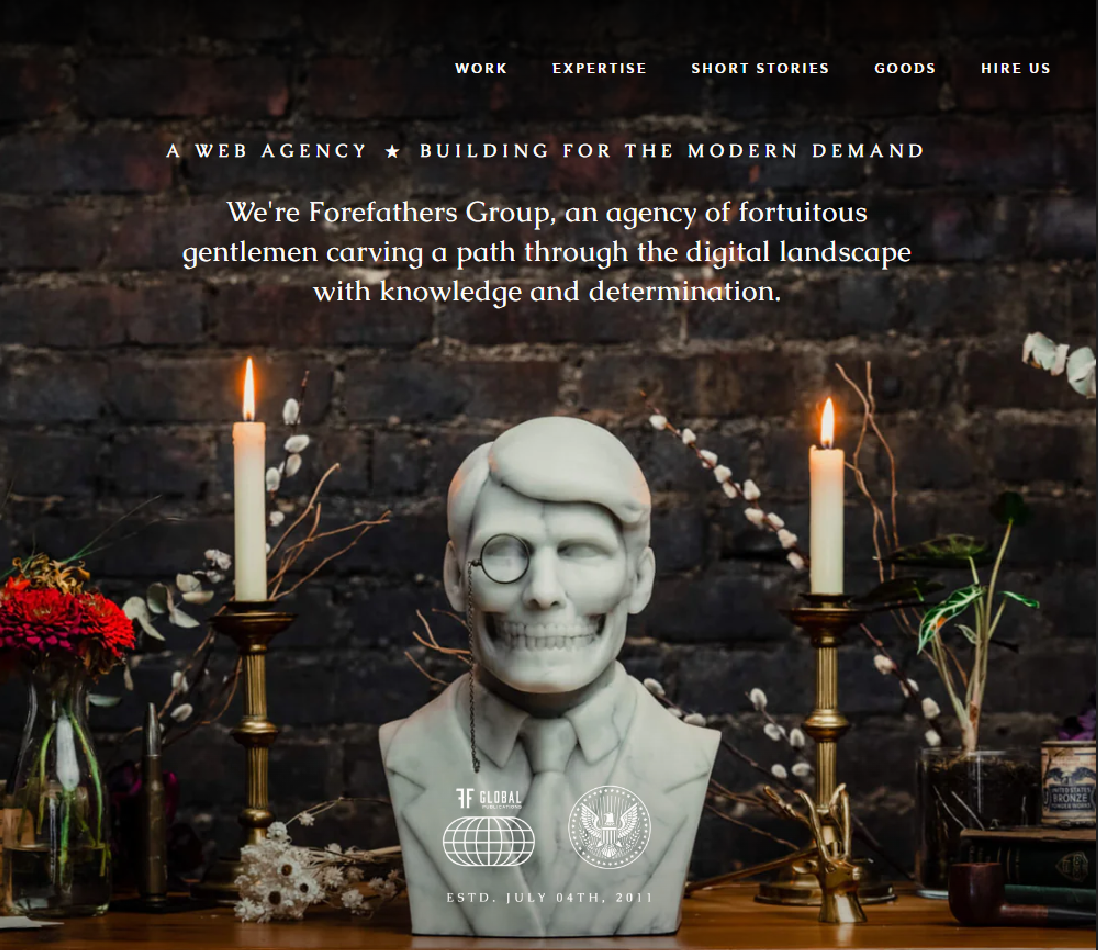 WORK EXPERTISE SHORT STORIES GOODS HIRE US
A WEB AGENCY ★ BUILDING FOR THE MODERN DEMAND
We're Forefathers Group, an agency of fortuitous
gentlemen carving a path through the digital landscape
with knowledge and determination.
FF GLOBAL
PUBLICATIONS
UNITED STATES
BRONZE
POWDER WORKS
ESTD. JULY 04TH, 2011